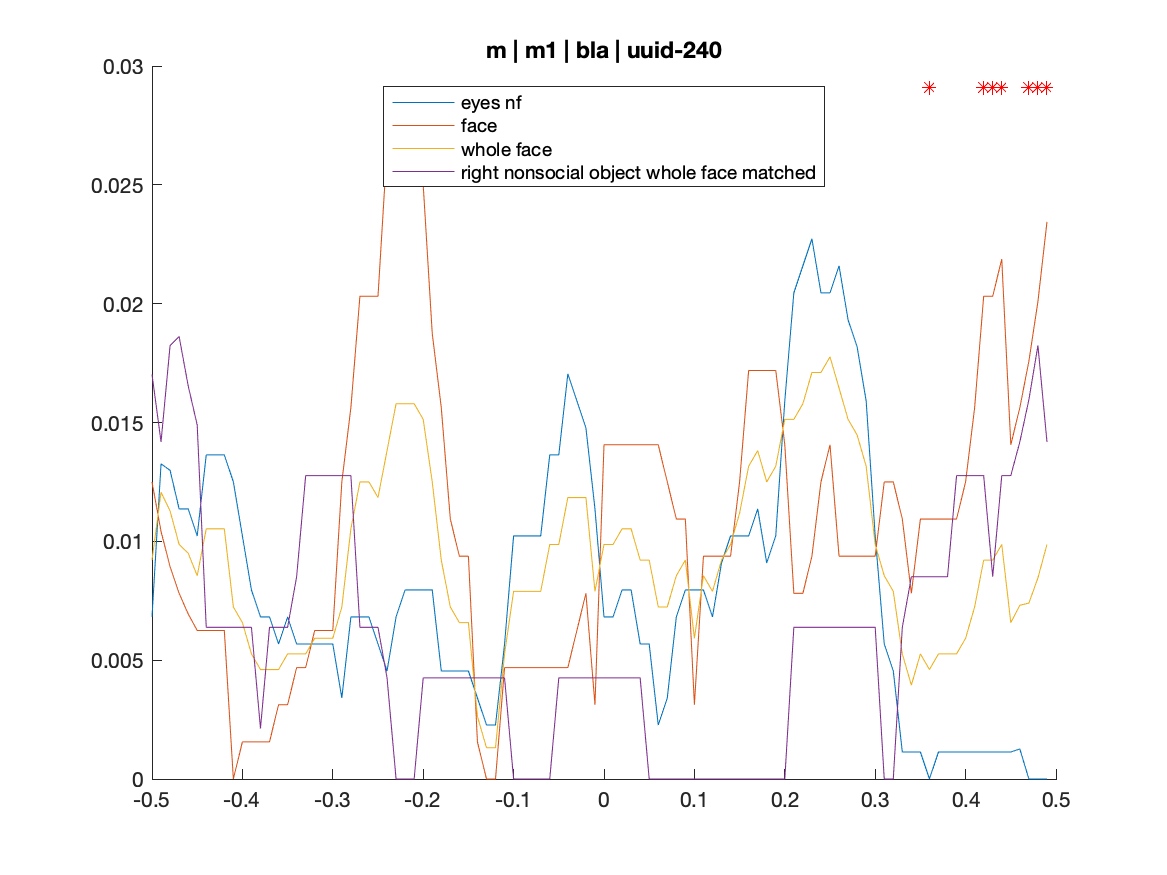 m | m1 | bla | uuid-240
0.03
eyes nf
face
whole face
right nonsocial object whole face matched
0.025
0.02
0.015
0.01
0.005
0
-0.5 -0.4 -0.3 -0.2 -0.1 0 0.1 0.2 0.3 0.4 0.5